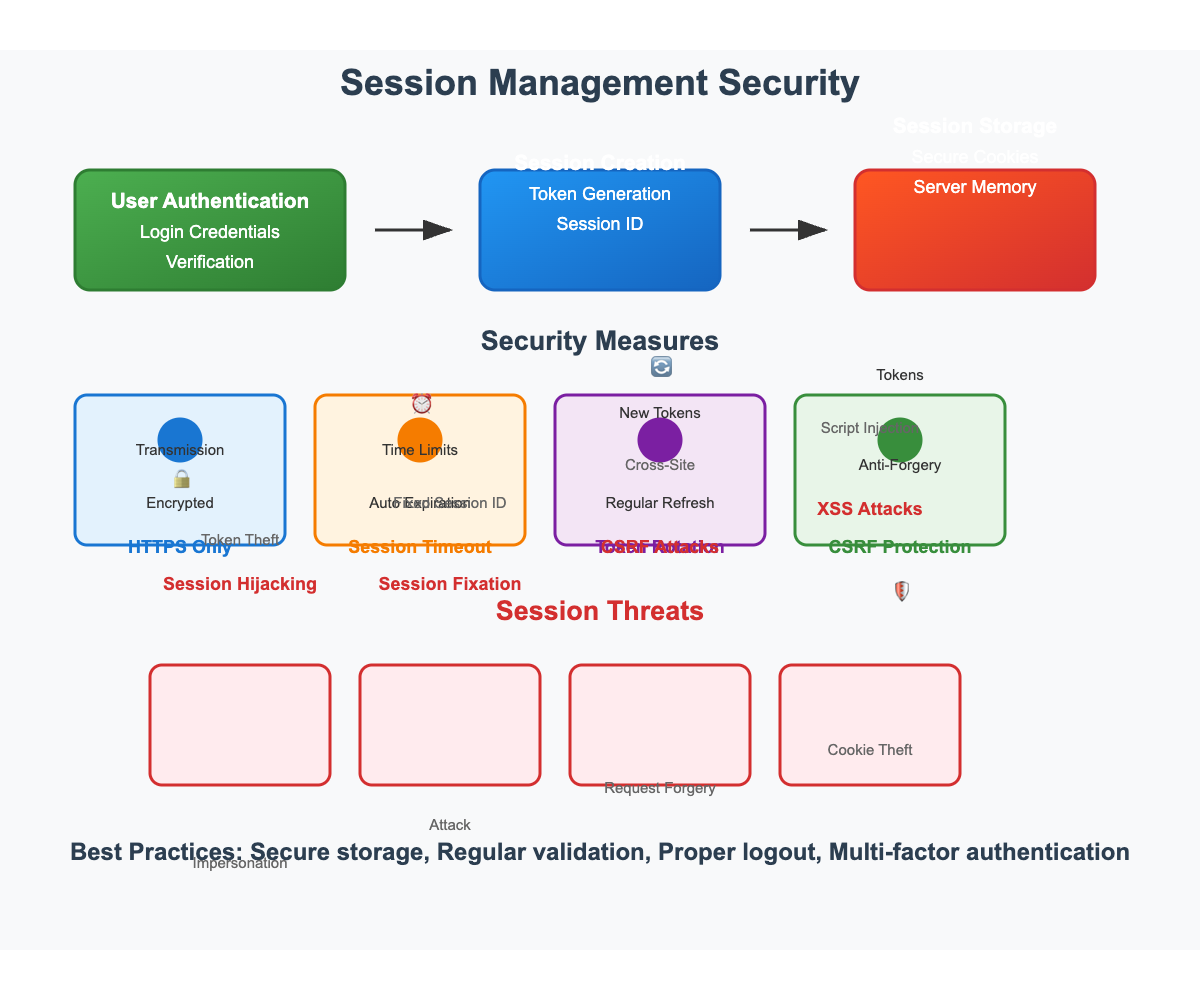 Session Management Security
User Authentication
Login Credentials
Verification
Session Creation
Token Generation
Session ID
Session Storage
Secure Cookies
Server Memory
Security Measures
Transmission
🔒
Encrypted
HTTPS Only
⏰
Time Limits
Auto Expiration
Session Timeout
🔄
New Tokens
Regular Refresh
Token Rotation
Tokens
Anti-Forgery
CSRF Protection
🛡️
Session Threats
Token Theft
Session Hijacking
Impersonation
Fixed Session ID
Session Fixation
Attack
Cross-Site
CSRF Attacks
Request Forgery
Script Injection
XSS Attacks
Cookie Theft
Best Practices: Secure storage, Regular validation, Proper logout, Multi-factor authentication